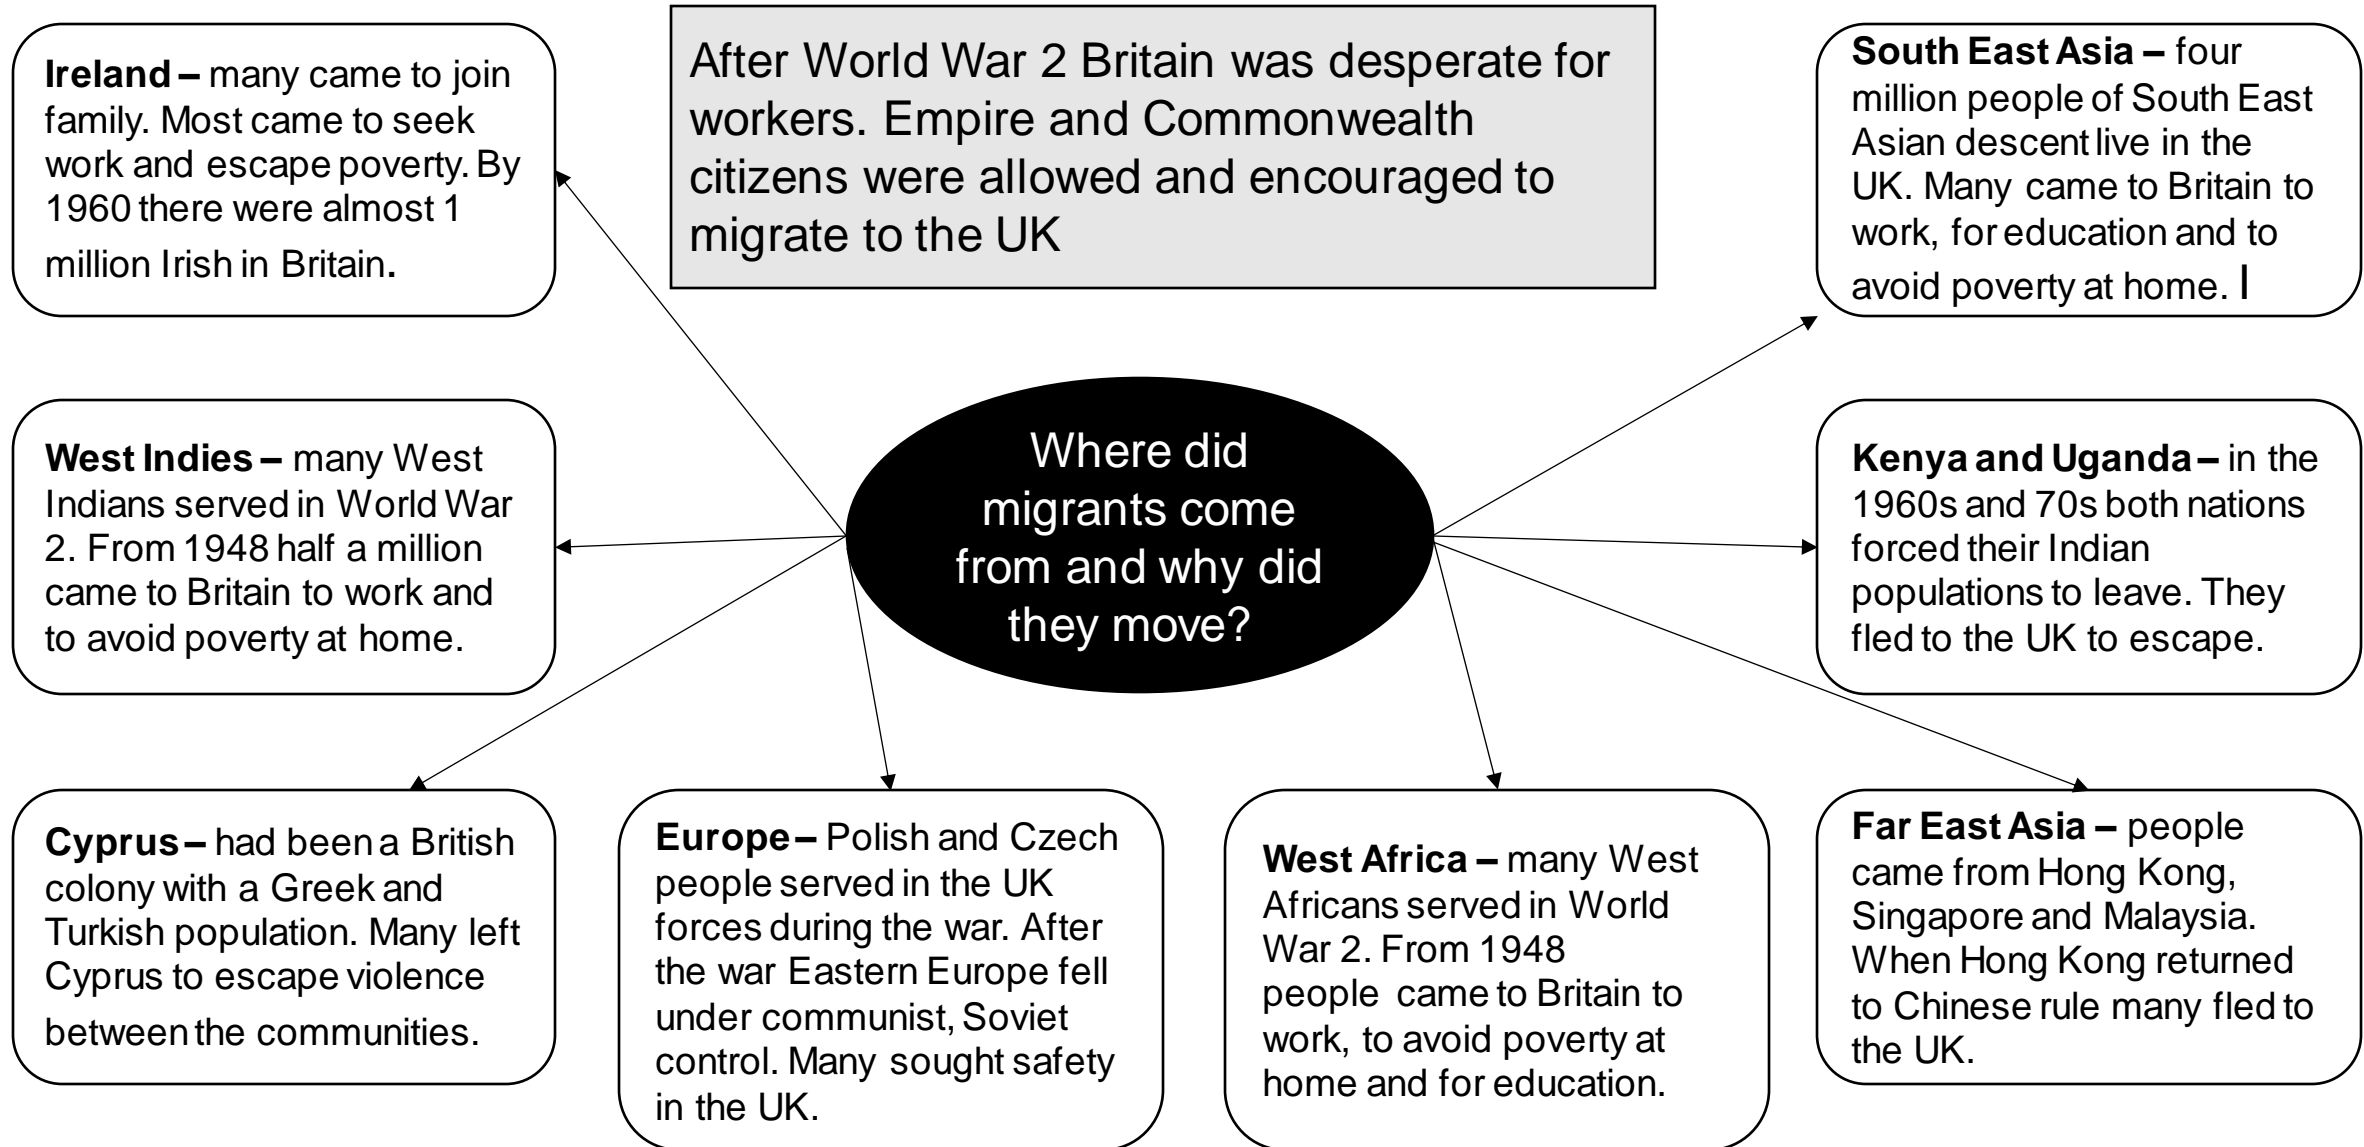 After World War 2 Britain was desperate for
workers. Empire and Commonwealth
citizens were allowed and encouraged to
migrate to the UK
Where did
migrants come
from and why did
they move?
Ireland – many came to join
family. Most came to seek
work and escape poverty. By
1960 there were almost 1
million Irish in Britain.
West Indies – many West
Indians served in World War
2. From 1948 half a million
came to Britain to work and
to avoid poverty at home.
Cyprus – had been a British
colony with a Greek and
Turkish population. Many left
Cyprus to escape violence
between the communities.
Europe – Polish and Czech
people served in the UK
forces during the war. After
the war Eastern Europe fell
under communist, Soviet
control. Many sought safety
in the UK.
West Africa – many West
Africans served in World
War 2. From 1948
people came to Britain to
work, to avoid poverty at
home and for education.
Far East Asia – people
came from Hong Kong,
Singapore and Malaysia.
When Hong Kong returned
to Chinese rule many fled to
the UK.
Kenya and Uganda – in the
1960s and 70s both nations
forced their Indian
populations to leave. They
fled to the UK to escape.
South East Asia – four
million people of South East
Asian descent live in the
UK. Many came to Britain to
work, for education and to
avoid poverty at home. I